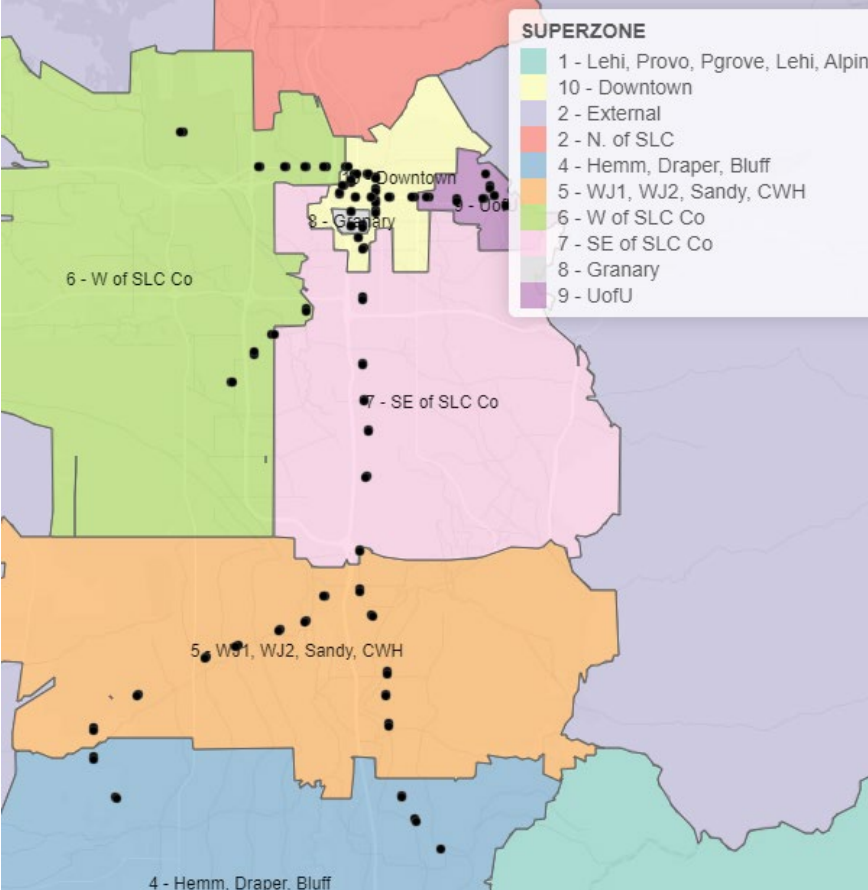 SUPERZONE
1 - Lehi, Provo, Pgrove, Lehi, Alpin
10 - Downtown
2 - External
2 - N. of SLC
4 - Hemm, Draper, Bluff
5 - WJ1, WJ2, Sandy, CWH
6 - W of SLC Co
7 - SE of SLC Co
8 - Granary
9 - UofU
10 - Downtown
9 - UofU
8 - Granary
6 - W of SLC Co
7 - SE of SLC Co
5 - WJ1, WJ2, Sandy, CWH
4 - Hemm, Draper, Bluff